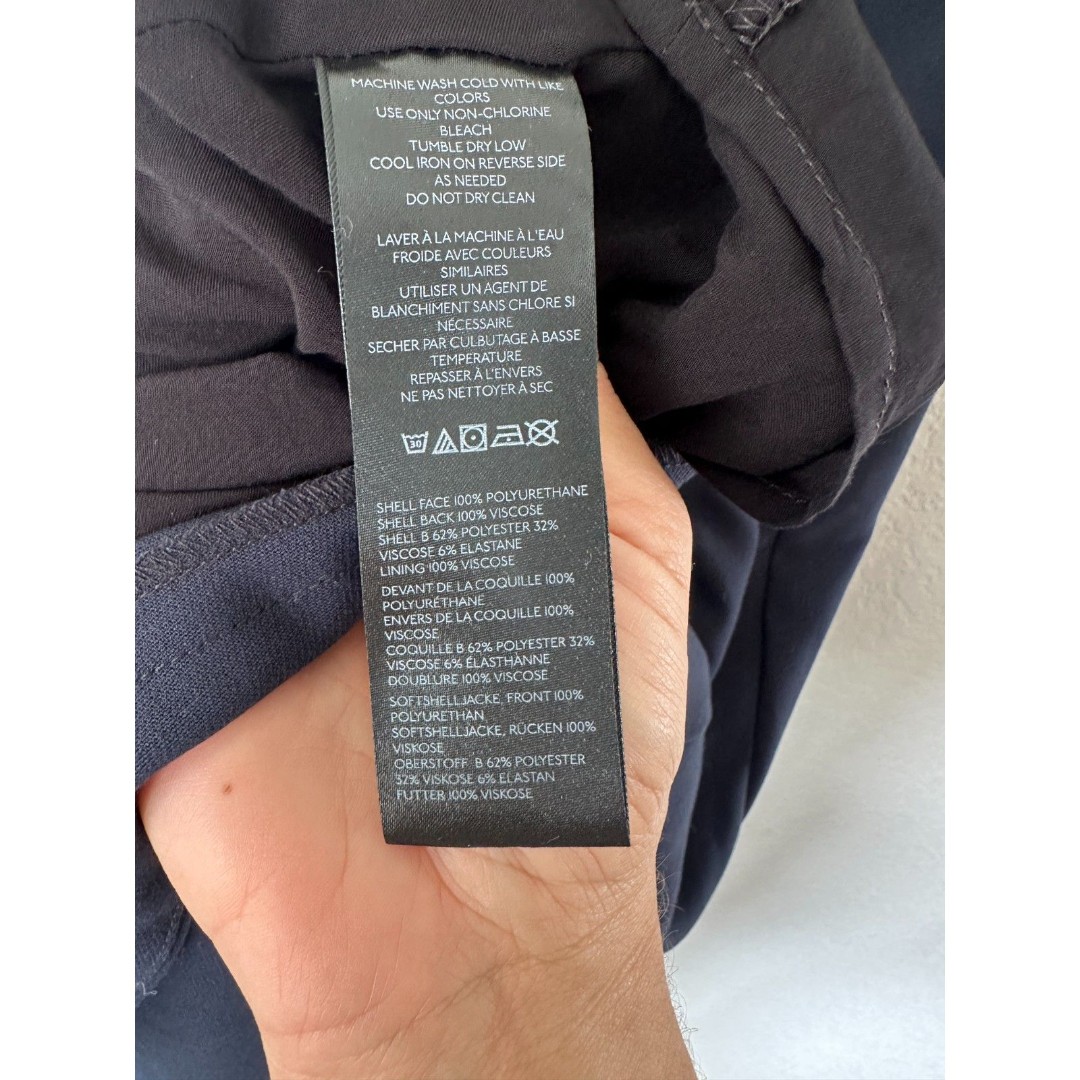 MACHINE WASH COLD WITH LIKE
COLORS
USE ONLY NON-CHLORINE
BLEACH
TUMBLE DRY LOW
COOL IRON ON REVERSE SIDE
AS NEEDED
DO NOT DRY CLEAN
LAVER À LA MACHINE À L'EAU
FROIDE AVEC COULEURS
SIMILAIRES
UTILISER UN AGENT DE
BLANCHIMENT SANS CHLORE SI
NÉCESSAIRE
SECHER PAR CULBUTAGE À BASSE
TEMPERATURE
REPASSER À L'ENVERS
NE PAS NETTOYER À SEC
30
SHELL FACE 100% POLYURETHANE
SHELL BACK 100% VISCOSE
SHELL B 62% POLYESTER 32%
VISCOSE 6% ELASTANE
LINING 100% VISCOSE
DEVANT DE LA COQUILLE 100%
POLYURÉTHANE
ENVERS DE LA COQUILLE 100%
VISCOSE
COQUILLE B 62% POLYESTER 32%
VISCOSE 6% ÉLASTHANNE
DOUBLURE 100% VISCOSE
SOFTSHELLJACKE, FRONT 100%
POLYURETHAN
SOFTSHELLJACKE, RÜCKEN 100%
VISKOSE
OBERSTOFF B 62% POLYESTER
32% VISKOSE 6% ELASTAN
FUTTER 100% VISKOSE